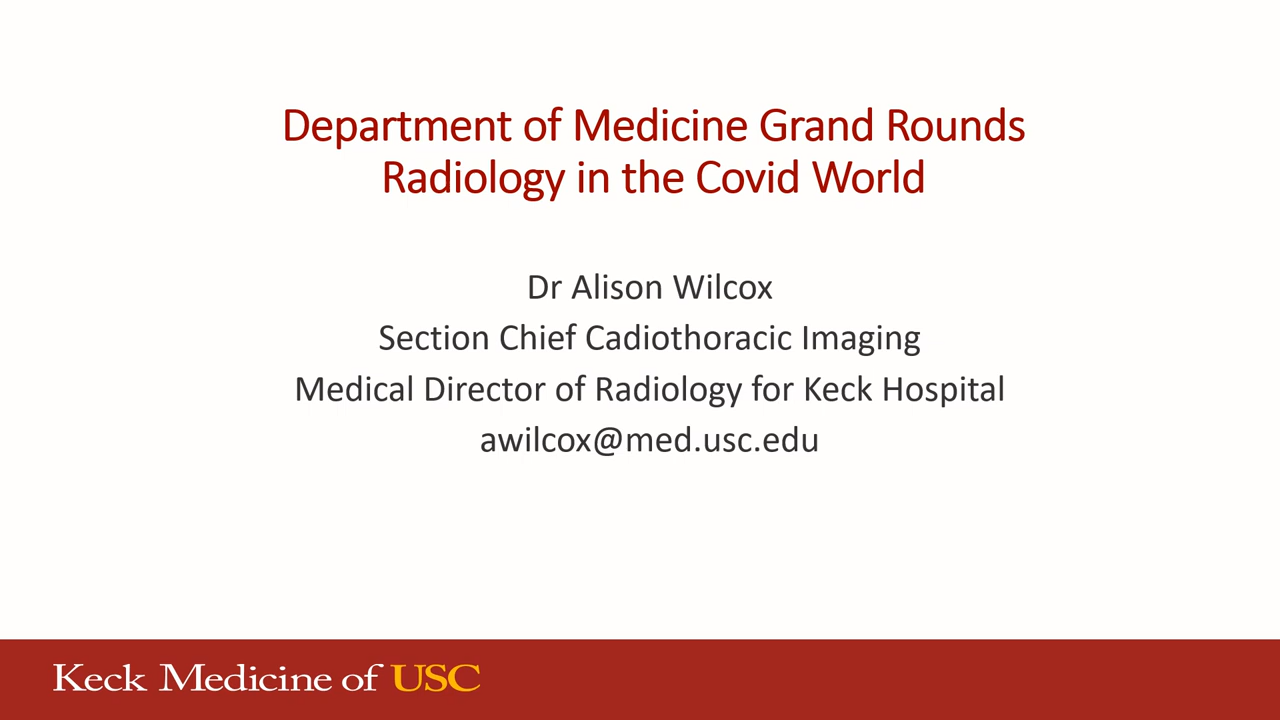 Department of Medicine Grand Rounds
Radiology in the Covid World
Dr Alison Wilcox
Section Chief Cadiothoracic Imaging
Medical Director of Radiology for Keck Hospital
awilcox@med.usc.edu
Keck Medicine of USC